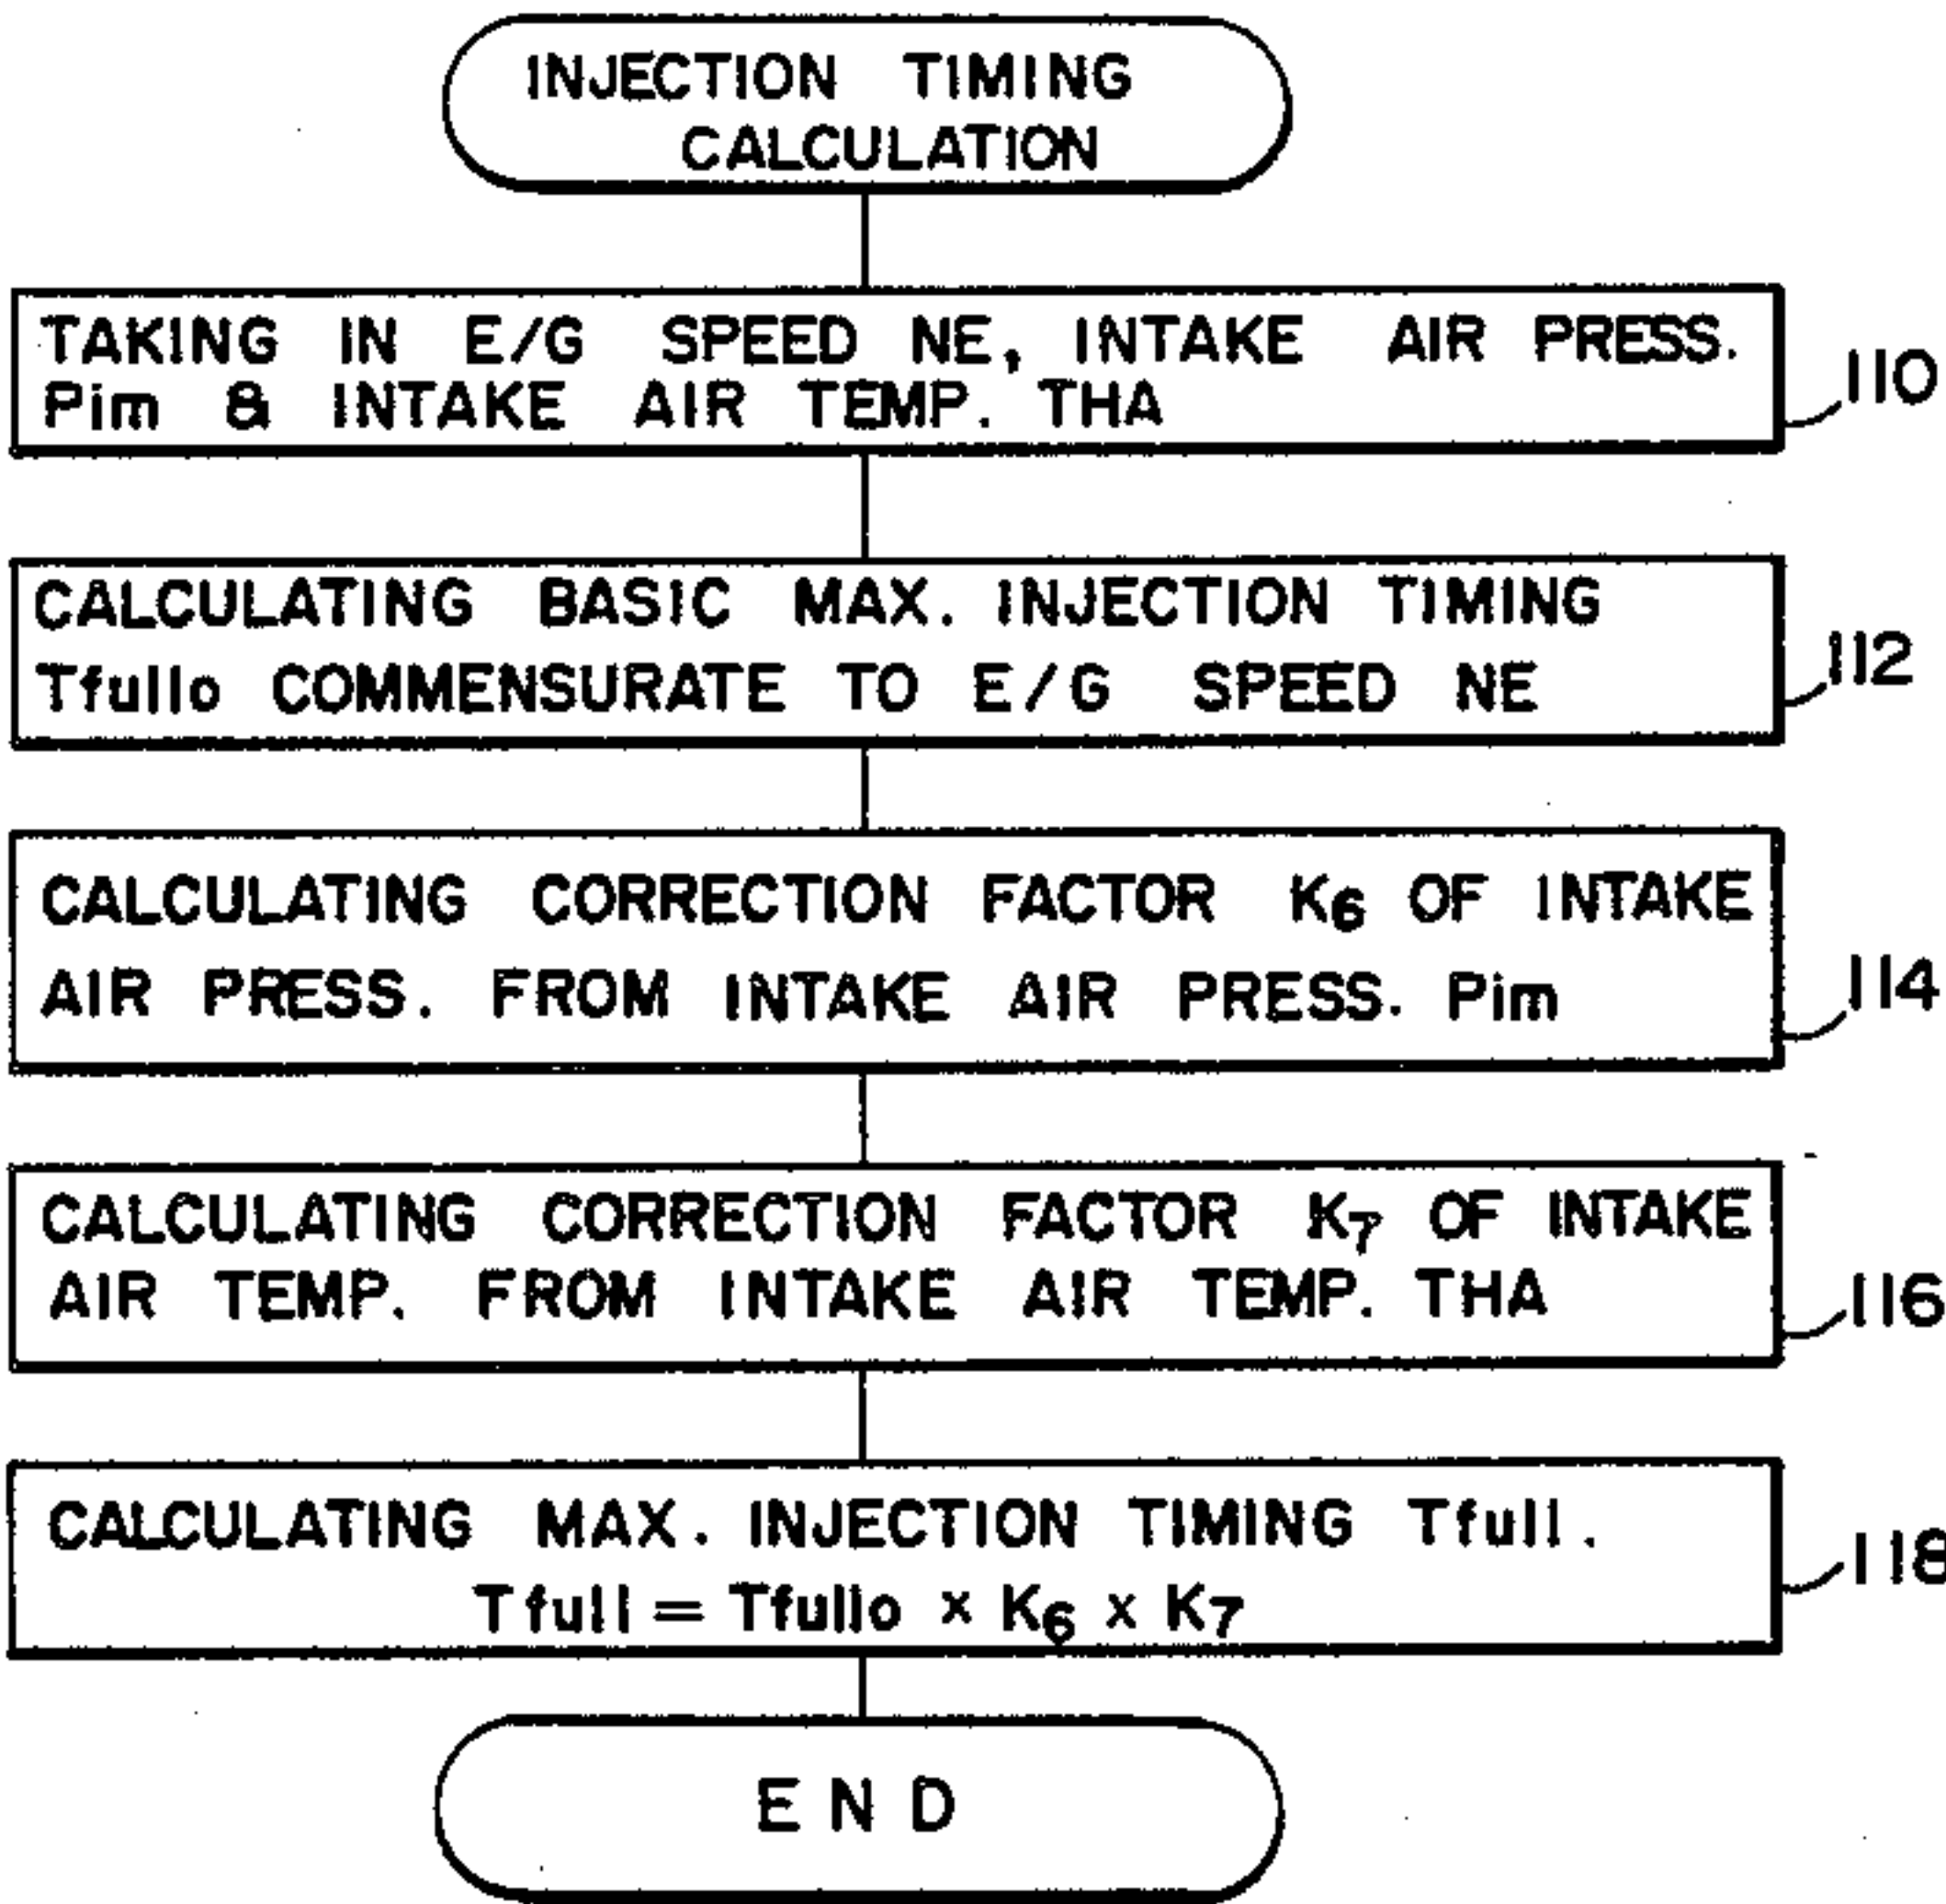 INJECTION TIMING
CALCULATION
TAKING IN E/G SPEED NE, INTAKE AIR PRESS.
Pim & INTAKE AIR TEMP. THA
110
CALCULATING BASIC MAX. INJECTION TIMING
Tfullo COMMENSURATE TO E/G SPEED NE
112
CALCULATING CORRECTION FACTOR K6 OF INTAKE
AIR PRESS. FROM INTAKE AIR PRESS. Pim
114
CALCULATING CORRECTION FACTOR K7 OF INTAKE
AIR TEMP. FROM INTAKE AIR TEMP. THA
116
CALCULATING MAX. INJECTION TIMING Tfull.
Tfull = Tfullo x K6 x K7
118
END